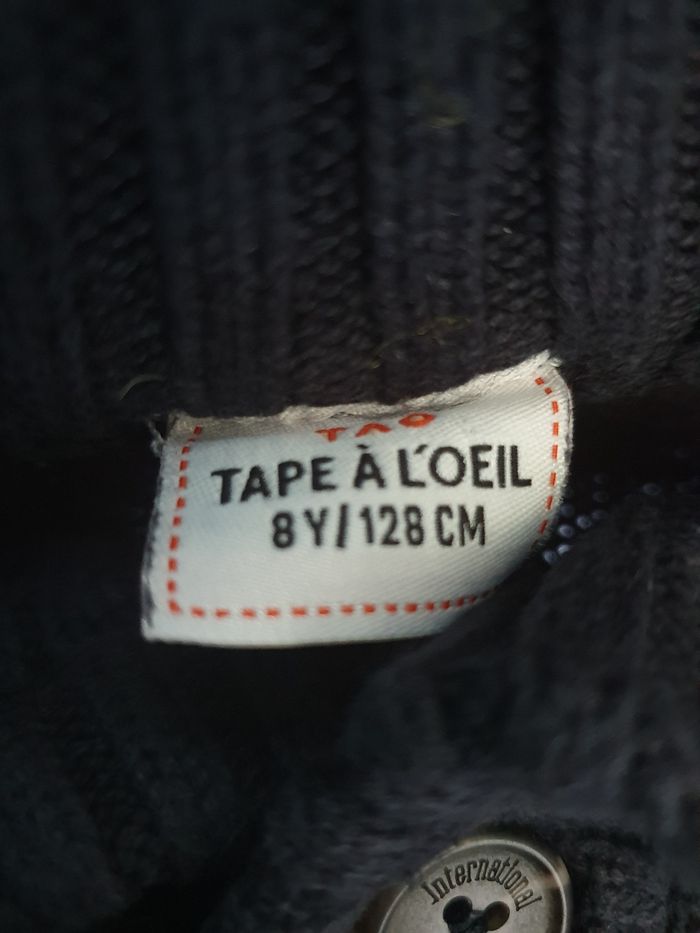 TAO
TAPE À L'OEIL
8 Y/ 128 CM
International